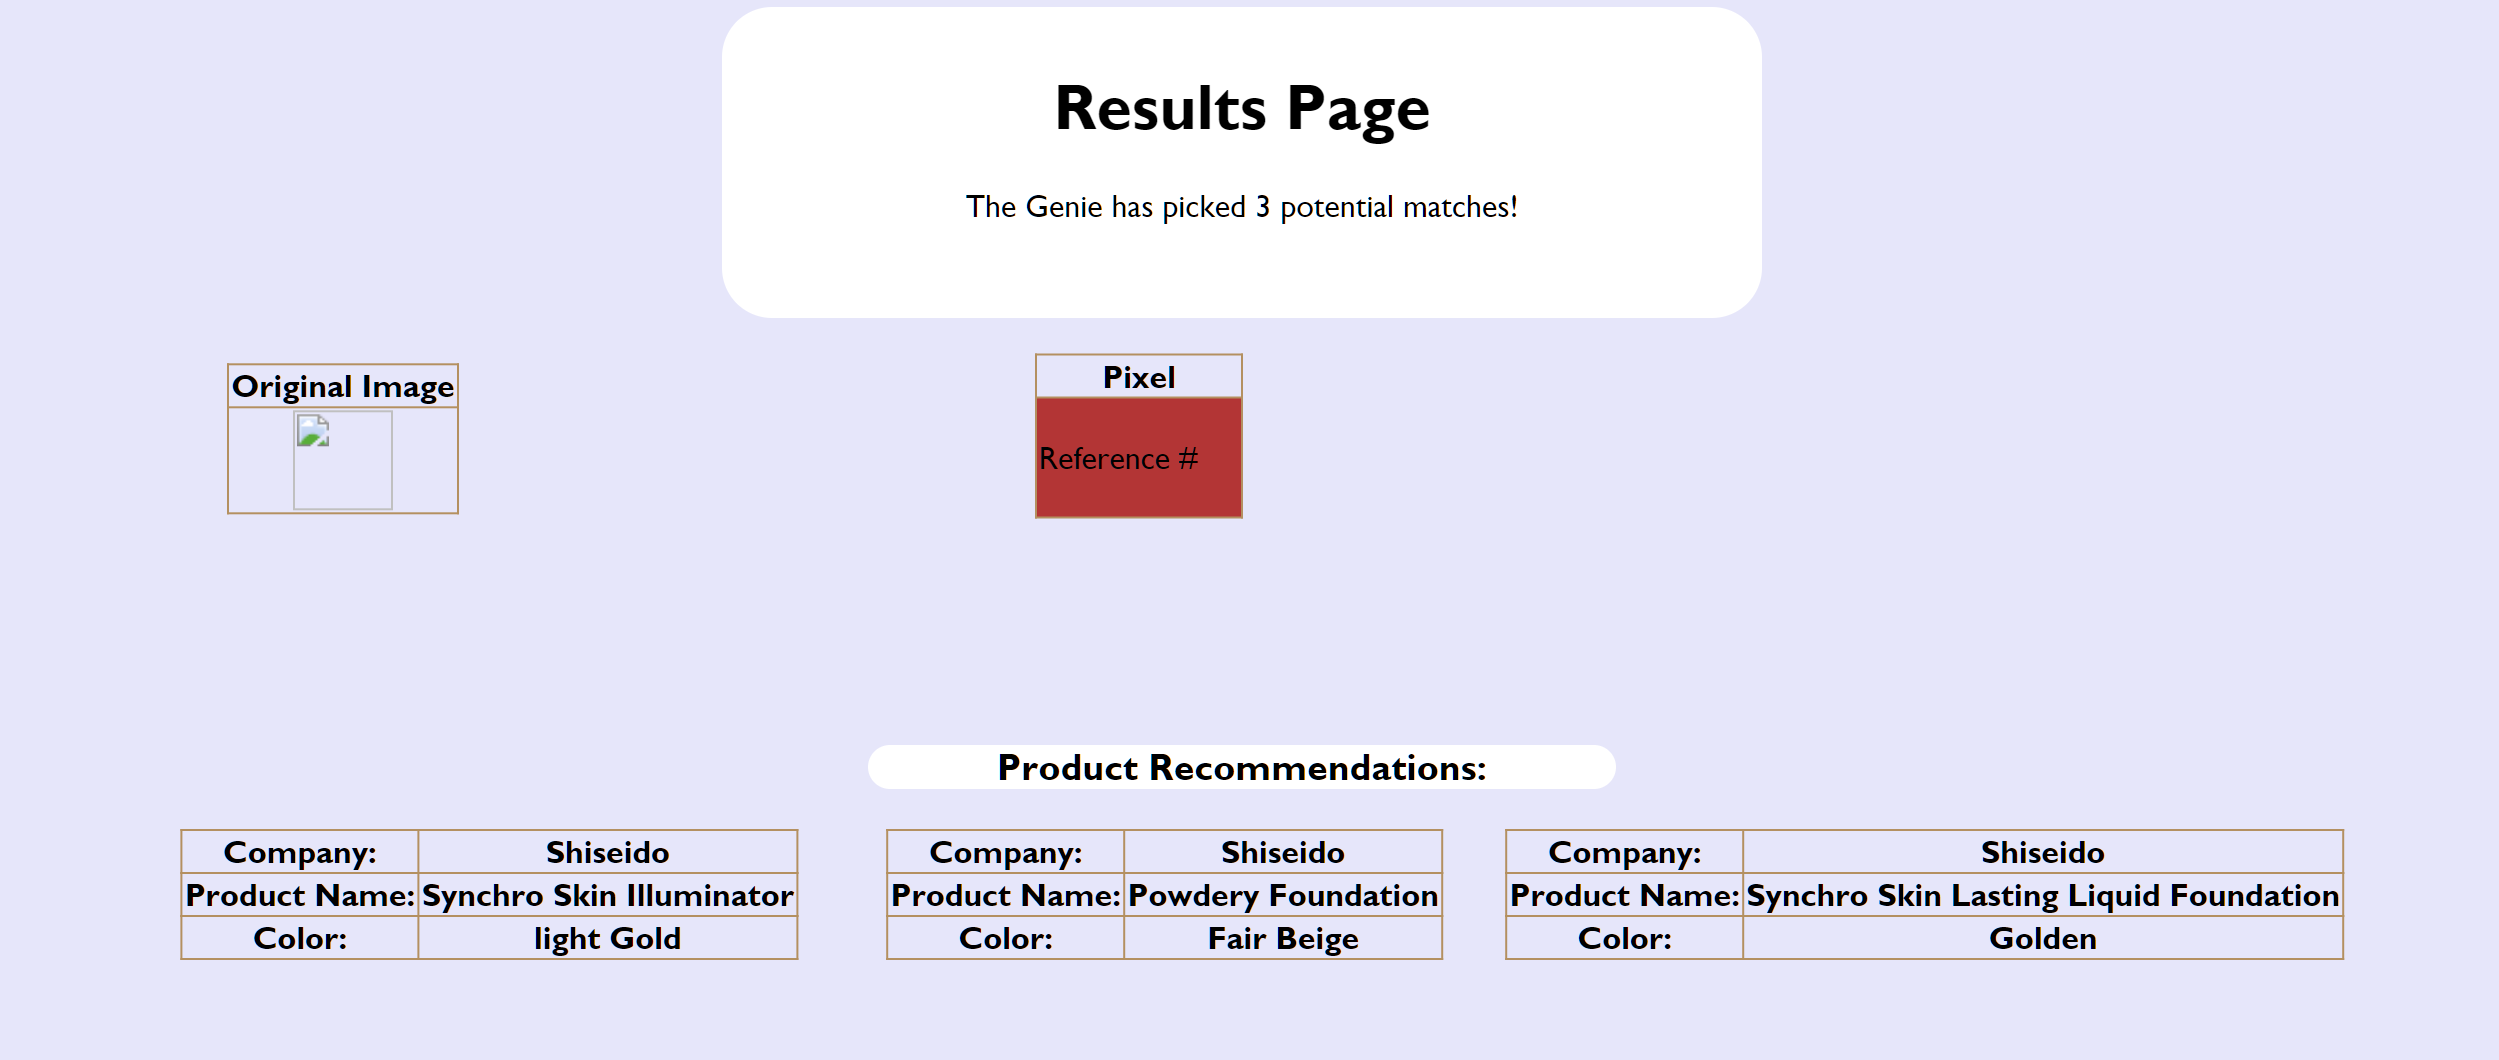 Results Page
The Genie has picked 3 potential matches!
Original Image
Pixel
Reference #
Product Recommendations:
Company: Shiseido
Product Name: Synchro Skin Illuminator
Color: light Gold
Company: Shiseido
Product Name: Powdery Foundation
Color: Fair Beige
Company: Shiseido
Product Name: Synchro Skin Lasting Liquid Foundation
Color: Golden